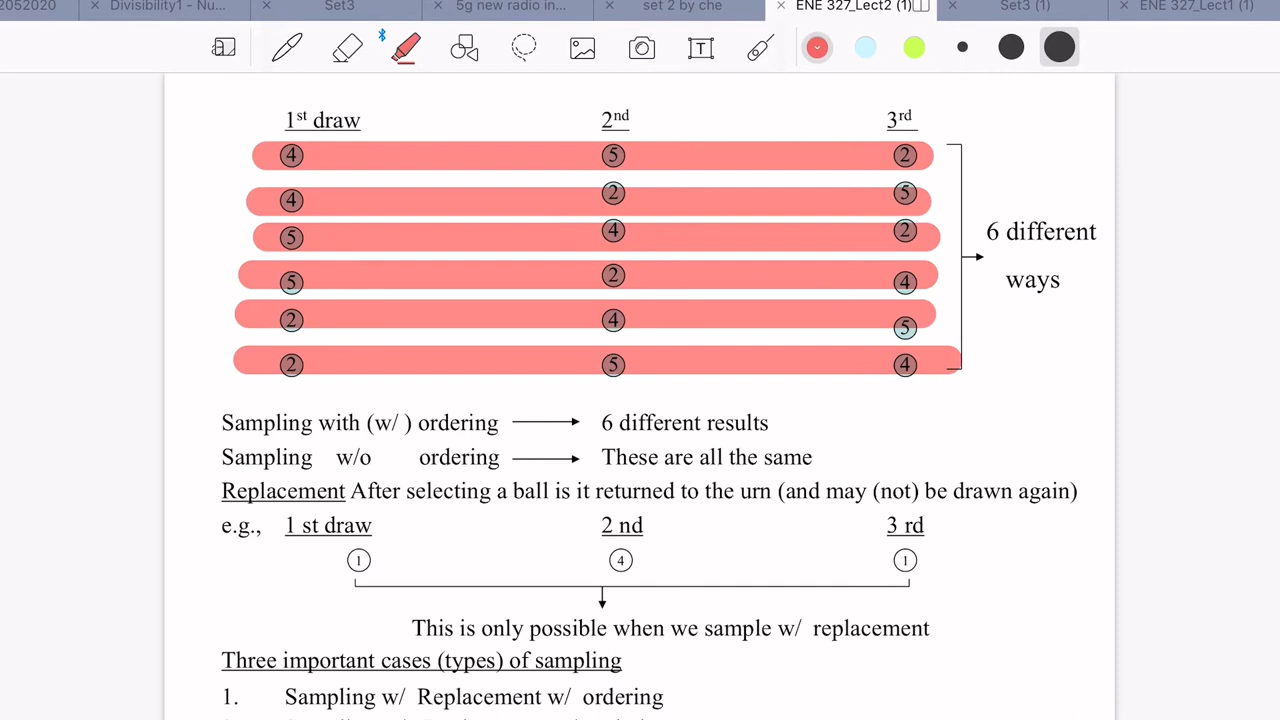 2052020 × Divisibility1 - Nu... × Set3 × 5g new radio in... × set 2 by che × ENE 327_Lect2 (1) × Set3 (1) × ENE 327_Lect1 (1)
T
1st draw 2nd 3rd
4 5 2
4 2 5
5 4 2
6 different
5 2 4
ways
2 4 5
2 5 4
Sampling with (w/ ) ordering → 6 different results
Sampling w/o ordering → These are all the same
Replacement After selecting a ball is it returned to the urn (and may (not) be drawn again)
e.g., 1 st draw 2 nd 3 rd
1 4 1
This is only possible when we sample w/ replacement
Three important cases (types) of sampling
1. Sampling w/ Replacement w/ ordering